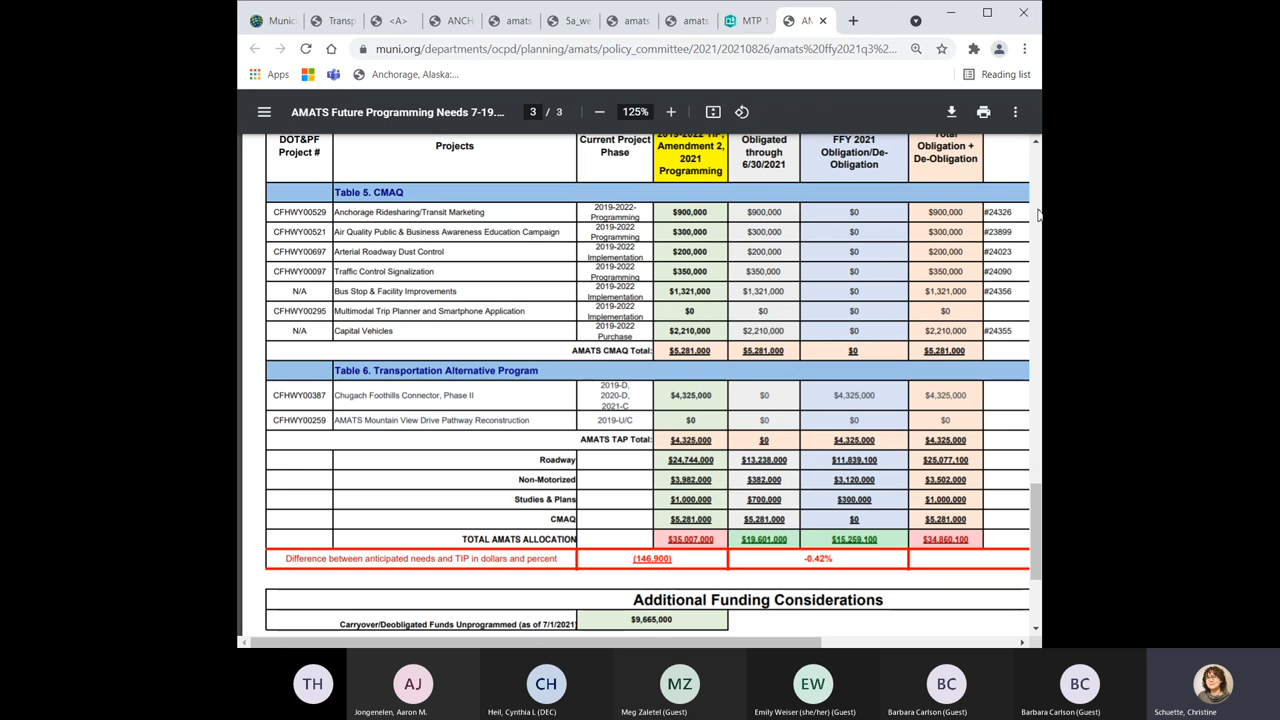 Munici
Transp
<A>
ANCH
amats
5a_we
amats
amats
MTP 1
AM
muni.org/departments/ocpd/planning/amats/policy_committee/2021/20210826/amats%20ffy2021q3%2...
Apps
Anchorage, Alaska:...
Reading list
AMATS Future Programming Needs 7-19...
3 / 3
125%
DOT&PF Project #
Projects
Current Project Phase
2019-2022 TIP, Amendment 2, 2021 Programming
Obligated through 6/30/2021
FFY 2021 Obligation/De-Obligation
Total Obligation + De-Obligation
Table 5. CMAQ
CFHWY00529 Anchorage Ridesharing/Transit Marketing 2019-2022- Programming $900,000 $900,000 $0 $900,000 #24326
CFHWY00521 Air Quality Public & Business Awareness Education Campaign 2019-2022 Programming $300,000 $300,000 $0 $300,000 #23899
CFHWY00697 Arterial Roadway Dust Control 2019-2022 Implementation $200,000 $200,000 $0 $200,000 #24023
CFHWY00097 Traffic Control Signalization 2019-2022 Programming $350,000 $350,000 $0 $350,000 #24090
N/A Bus Stop & Facility Improvements 2019-2022 Implementation $1,321,000 $1,321,000 $0 $1,321,000 #24356
CFHWY00295 Multimodal Trip Planner and Smartphone Application 2019-2022 Implementation $0 $0 $0 $0
N/A Capital Vehicles 2019-2022 Purchase $2,210,000 $2,210,000 $0 $2,210,000 #24355
AMATS CMAQ Total: $5,281,000 $5,281,000 $0 $5,281,000
Table 6. Transportation Alternative Program
CFHWY00387 Chugach Foothills Connector, Phase II 2019-D, 2020-D, 2021-C $4,325,000 $0 $4,325,000 $4,325,000
CFHWY00259 AMATS Mountain View Drive Pathway Reconstruction 2019-U/C $0 $0 $0 $0
AMATS TAP Total: $4,325,000 $0 $4,325,000 $4,325,000
Roadway $24,744,000 $13,238,000 $11,839,100 $25,077,100
Non-Motorized $3,982,000 $382,000 $3,120,000 $3,502,000
Studies & Plans $1,000,000 $700,000 $300,000 $1,000,000
CMAQ $5,281,000 $5,281,000 $0 $5,281,000
TOTAL AMATS ALLOCATION $35,007,000 $19,601,000 $15,259,100 $34,860,100
Difference between anticipated needs and TIP in dollars and percent (146,900) -0.42%
Additional Funding Considerations
Carryover/Deobligated Funds Unprogrammed (as of 7/1/2021) $9,665,000
TH
AJ
CH
MZ
EW
BC
BC
Jongenelen, Aaron M.
Heil, Cynthia L (DEC)
Meg Zaletel (Guest)
Emily Weiser (she/her) (Guest)
Barbara Carlson (Guest)
Barbara Carlson (Guest)
Schuette, Christine